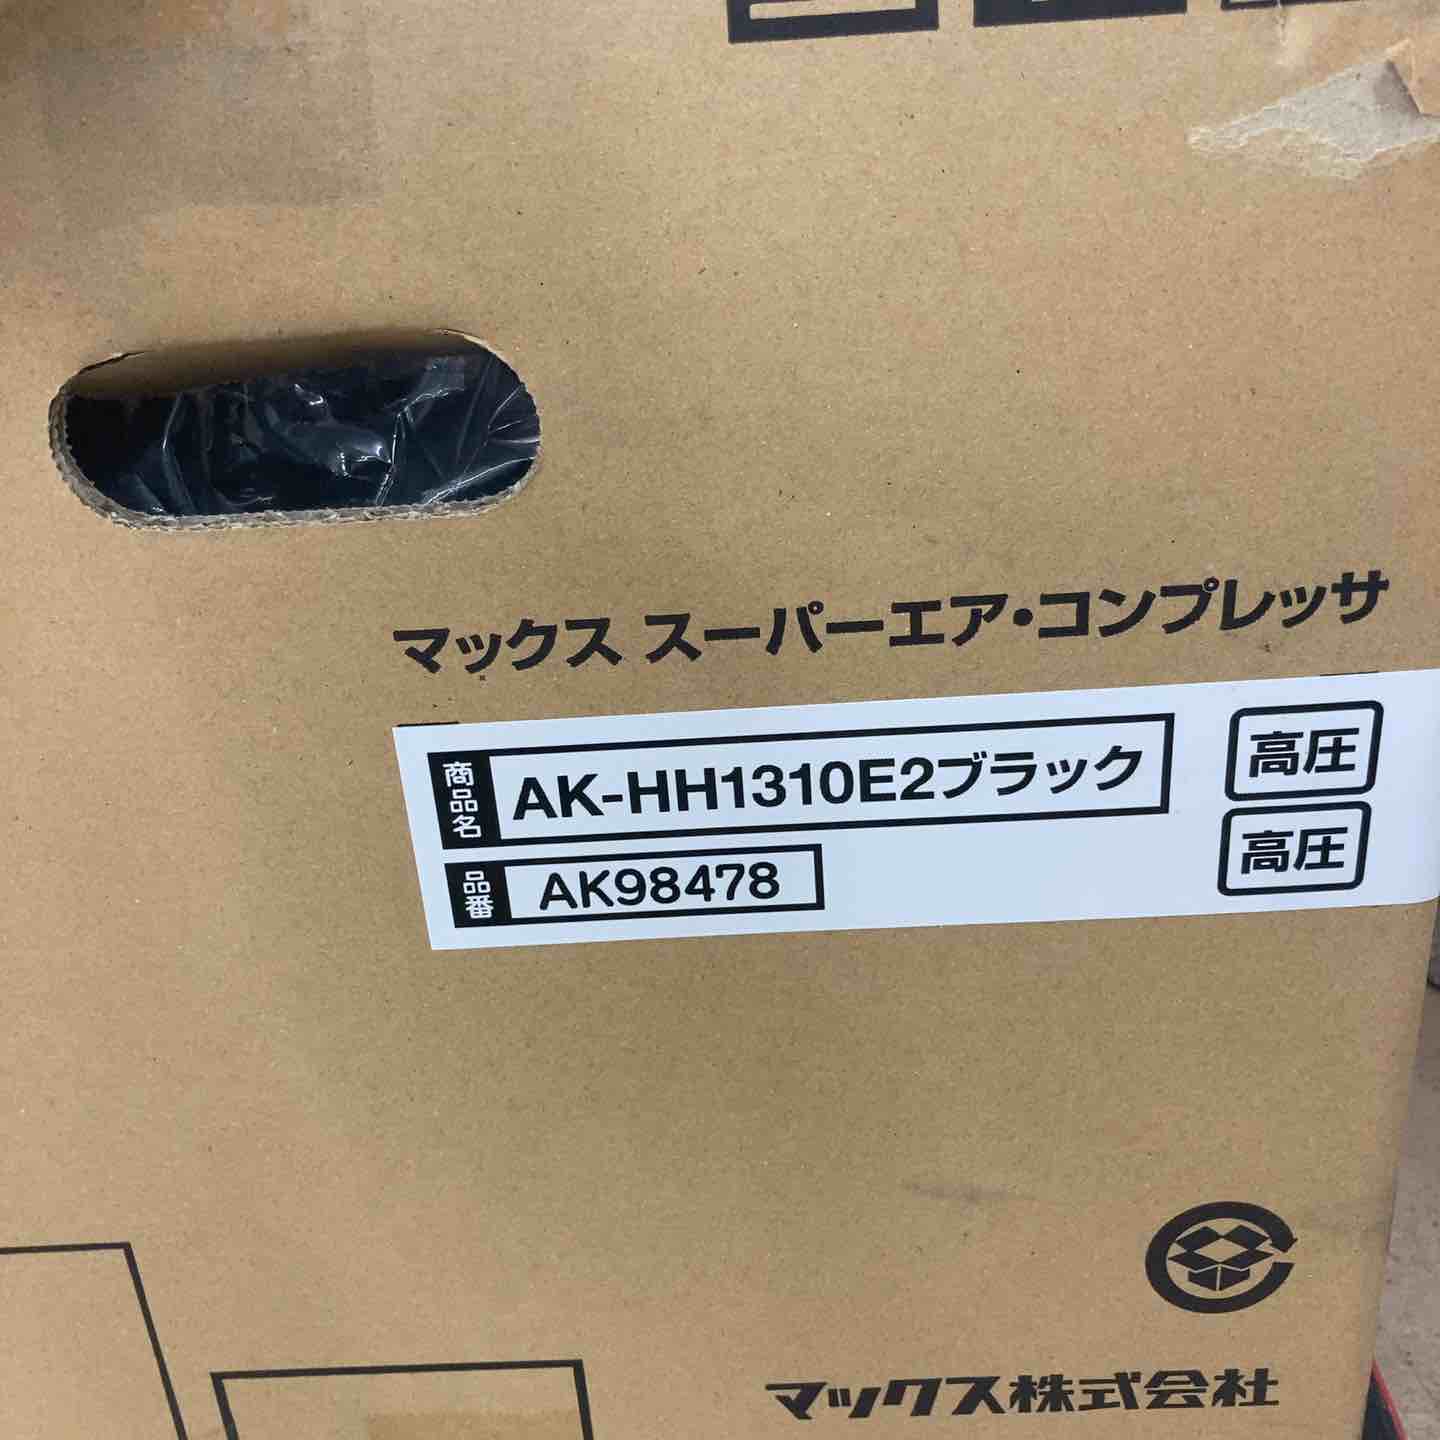 マックス スーパーエア・コンプレッサ
商品名 AK-HH1310E2ブラック 高圧
高圧
品番 AK98478
マックス株式会社